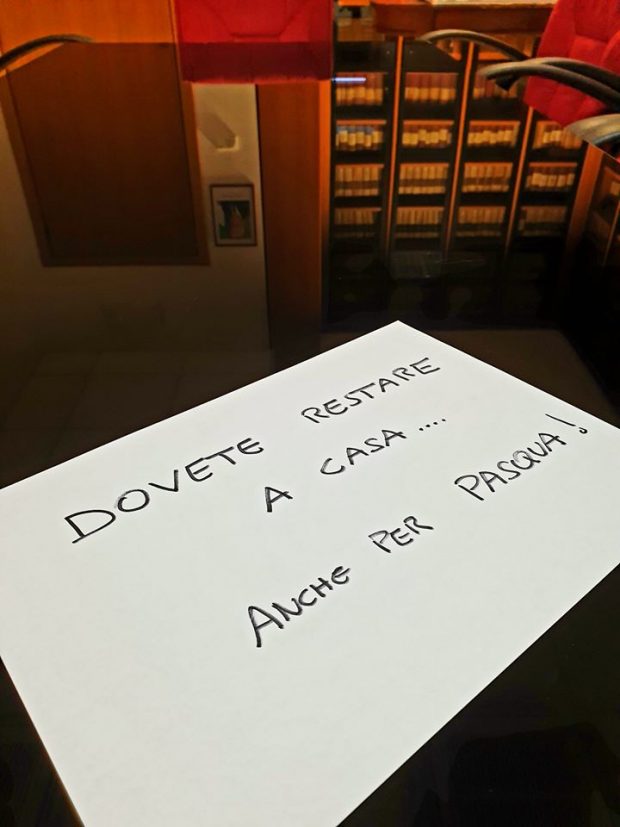 DOVETE RESTARE
A CASA....
ANCHE PER PASQUA!